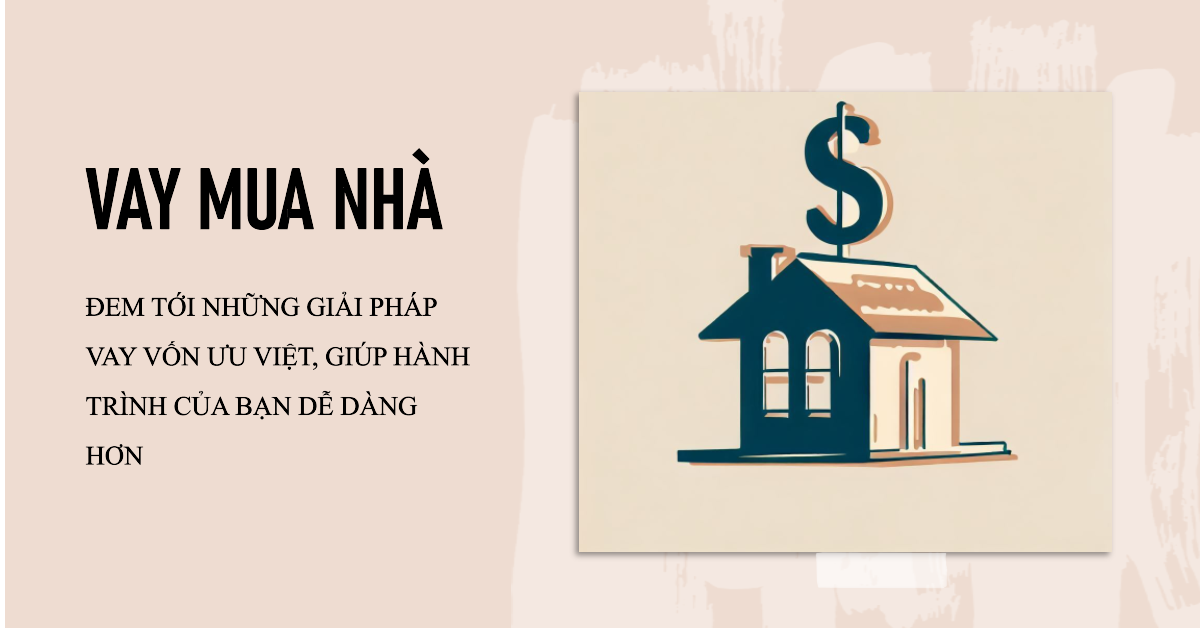 VAY MUA NHÀ
ĐEM TỚI NHỮNG GIẢI PHÁP
VAY VỐN ƯU VIỆT, GIÚP HÀNH
TRÌNH CỦA BẠN DỄ DÀNG
HƠN
$